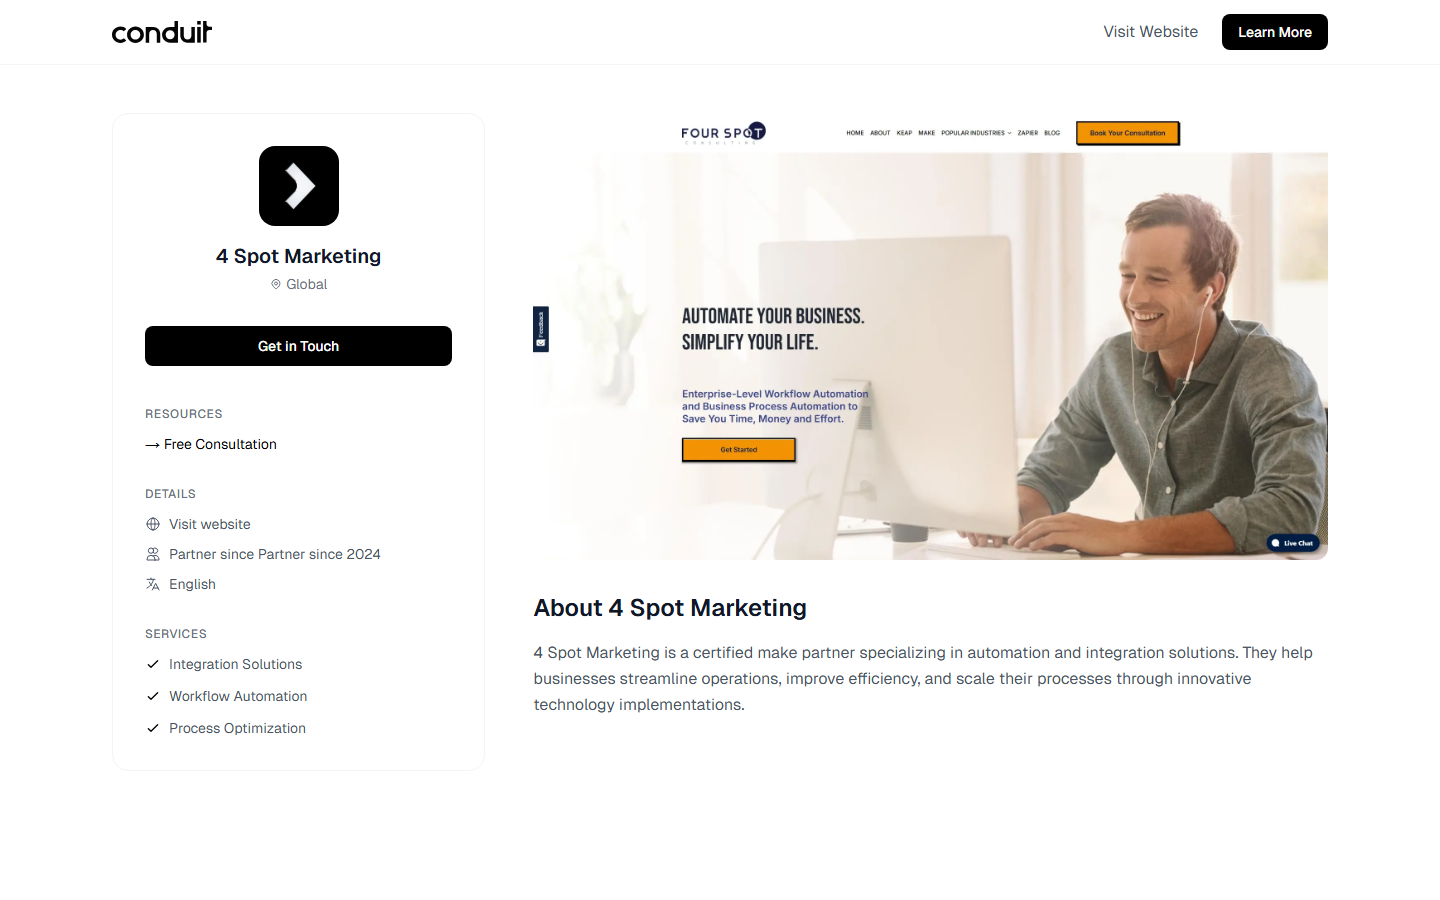 conduit
Visit Website
Learn More
4 Spot Marketing
Global
Get in Touch
RESOURCES
→ Free Consultation
DETAILS
Visit website
Partner since Partner since 2024
English
SERVICES
Integration Solutions
Workflow Automation
Process Optimization
FOUR SPOT
CONSULTING
HOME ABOUT KEAP MAKE POPULAR INDUSTRIES ZAPIER BLOG
Book Your Consultation
Feedback
AUTOMATE YOUR BUSINESS.
SIMPLIFY YOUR LIFE.
Enterprise-Level Workflow Automation
and Business Process Automation to
Save You Time, Money and Effort.
Get Started
Live Chat
About 4 Spot Marketing
4 Spot Marketing is a certified make partner specializing in automation and integration solutions. They help
businesses streamline operations, improve efficiency, and scale their processes through innovative
technology implementations.